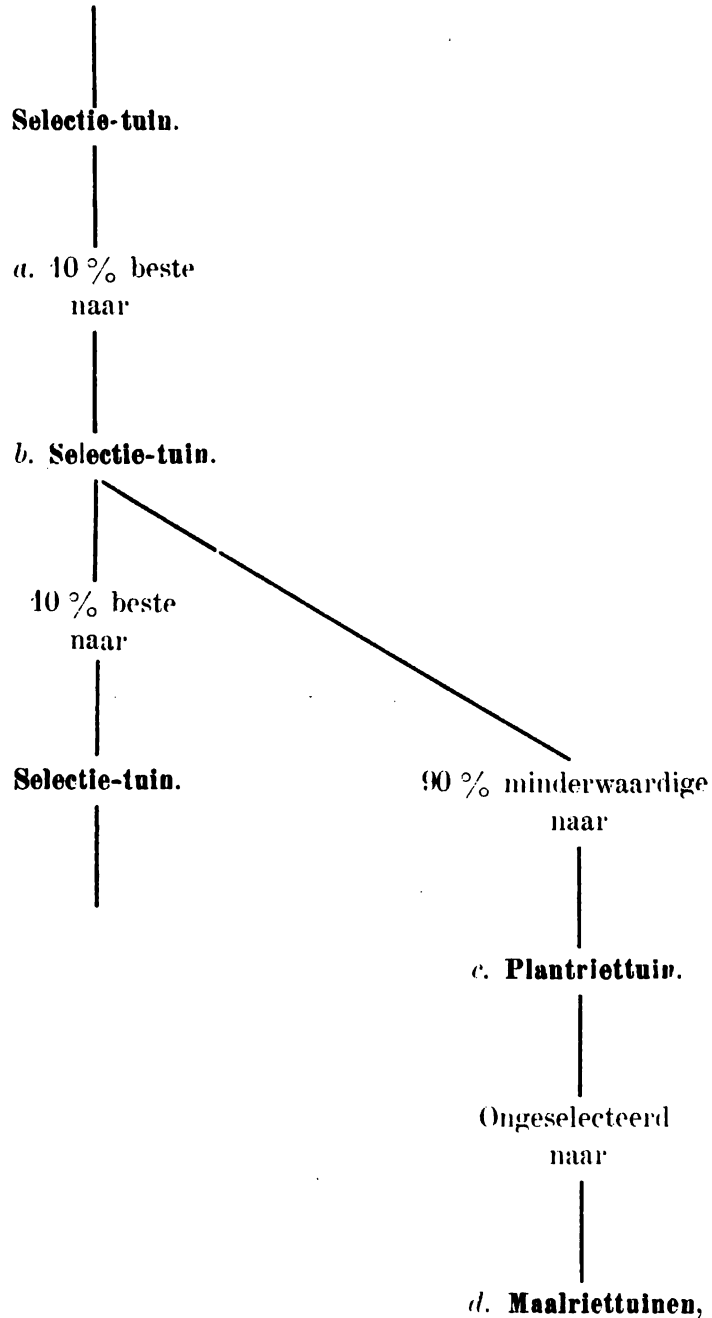 Selectie-tuin.
a. 10 % beste
naar
b. Selectie-tuin.
10 % beste
naar
Selectie-tuin.
90 % minderwaardige
naar
c. Plantriettuin.
Ongeselecteerd
naar
d. Maalriettuinen,